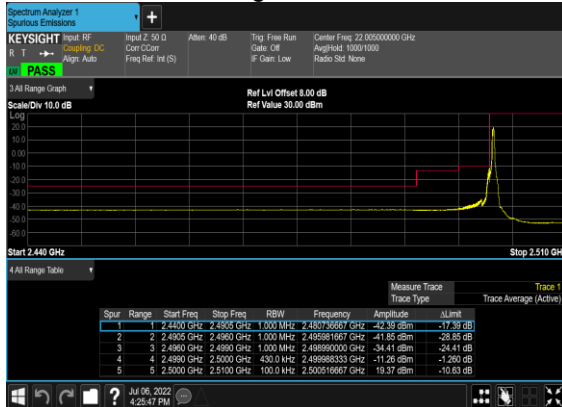 Spectrum Analyzer 1
Spurious Emissions
+
KEYSIGHT Input: RF Input Z: 50 Ω Atten: 40 dB Trig: Free Run Center Freq: 22.005000000 GHz
R T Coupling: DC Corr CCorr Gate: Off Avg|Hold: 1000/1000
Align: Auto Freq Ref: Int (S) IF Gain: Low Radio Std: None
PASS
3 All Range Graph
Ref Lvl Offset 8.00 dB
Scale/Div 10.0 dB Ref Value 30.00 dBm
Log
20.0
10.0
0.00
-10.0
-20.0
-30.0
-40.0
-50.0
-60.0
Start 2.440 GHz Stop 2.510 GH
4 All Range Table
Measure Trace Trace 1
Trace Type Trace Average (Active)
Spur Range Start Freq Stop Freq RBW Frequency Amplitude ΔLimit
1 1 2.4400 GHz 2.4905 GHz 1.000 MHz 2.480736667 GHz -42.39 dBm -17.39 dB
2 2 2.4905 GHz 2.4960 GHz 1.000 MHz 2.495981667 GHz -41.85 dBm -28.85 dB
3 3 2.4960 GHz 2.4990 GHz 1.000 MHz 2.498990000 GHz -34.41 dBm -24.41 dB
4 4 2.4990 GHz 2.5000 GHz 430.0 kHz 2.499988333 GHz -11.26 dBm -1.260 dB
5 5 2.5000 GHz 2.5100 GHz 100.0 kHz 2.500516667 GHz 19.37 dBm -10.63 dB
? Jul 06, 2022
4:25:47 PM